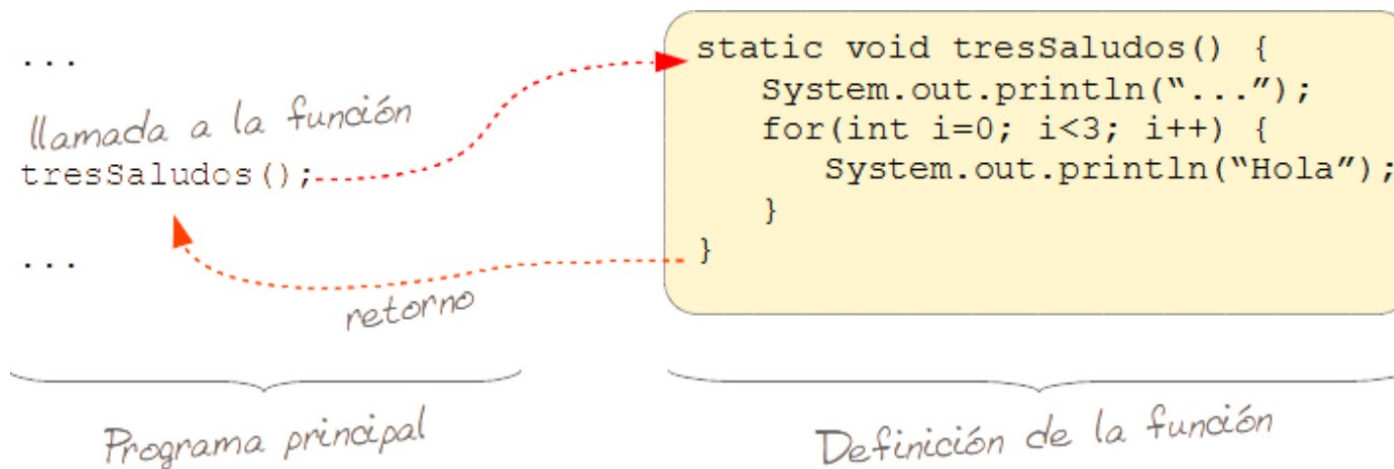 ...
llamada a la función
tresSaludos();
...
retorno
Programa principal
static void tresSaludos() {
System.out.println(“...”);
for(int i=0; i<3; i++) {
System.out.println(“Hola”);
}
}
Definición de la función